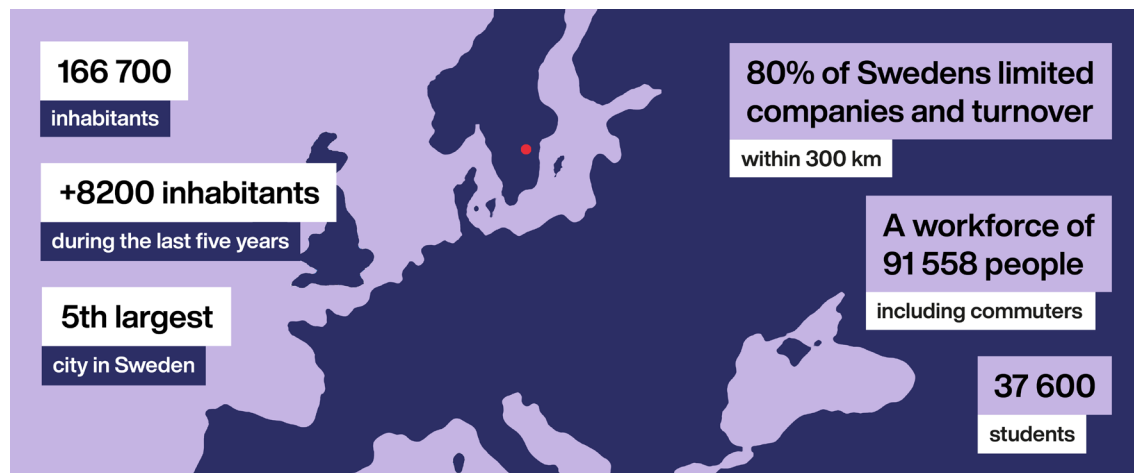 166 700
inhabitants
+8200 inhabitants
during the last five years
5th largest
city in Sweden
80% of Swedens limited
companies and turnover
within 300 km
A workforce of
91 558 people
including commuters
37 600
students